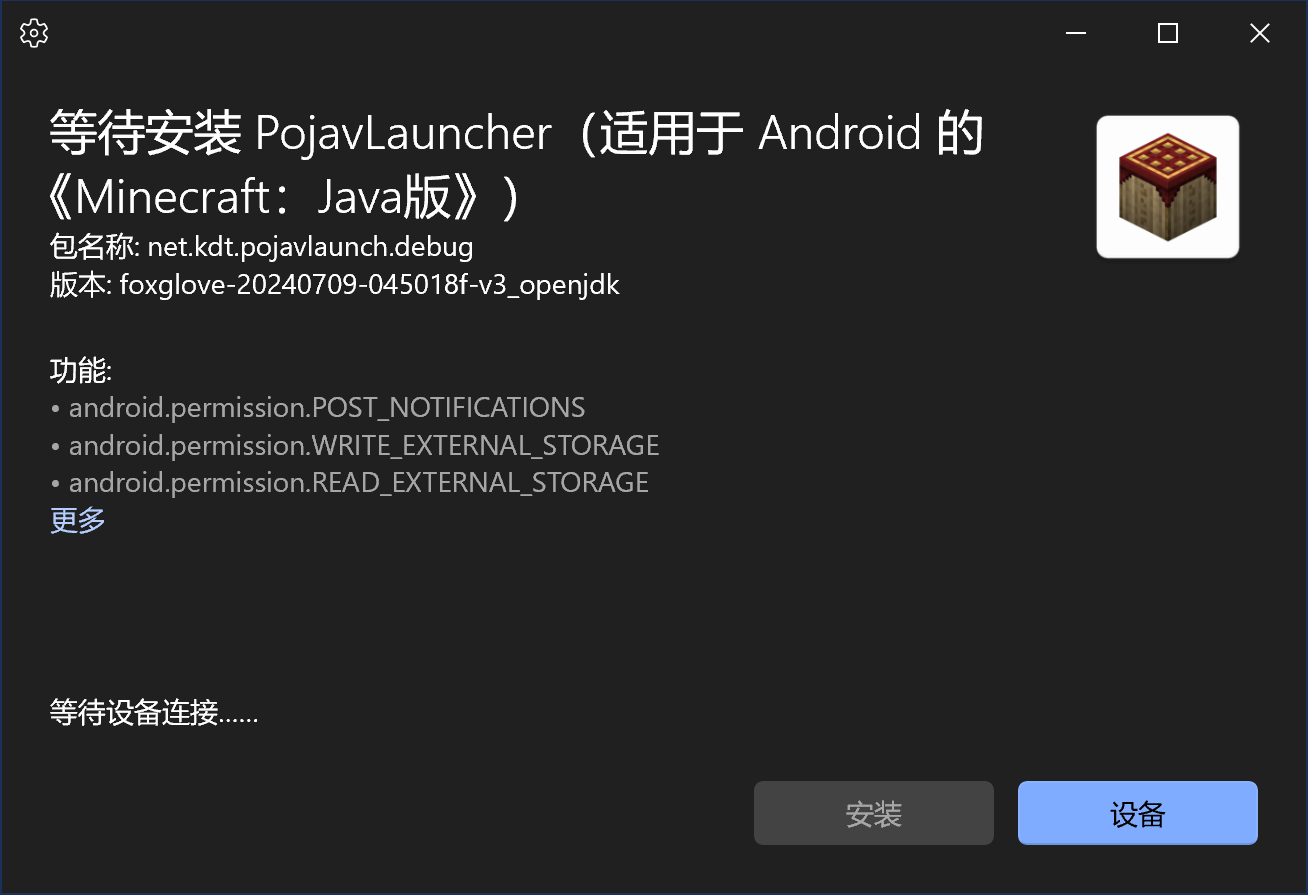 等待安装 PojavLauncher（适用于 Android 的
《Minecraft：Java版》）
包名称: net.kdt.pojavlaunch.debug
版本: foxglove-20240709-045018f-v3_openjdk
功能:
• android.permission.POST_NOTIFICATIONS
• android.permission.WRITE_EXTERNAL_STORAGE
• android.permission.READ_EXTERNAL_STORAGE
更多
等待设备连接......
安装
设备